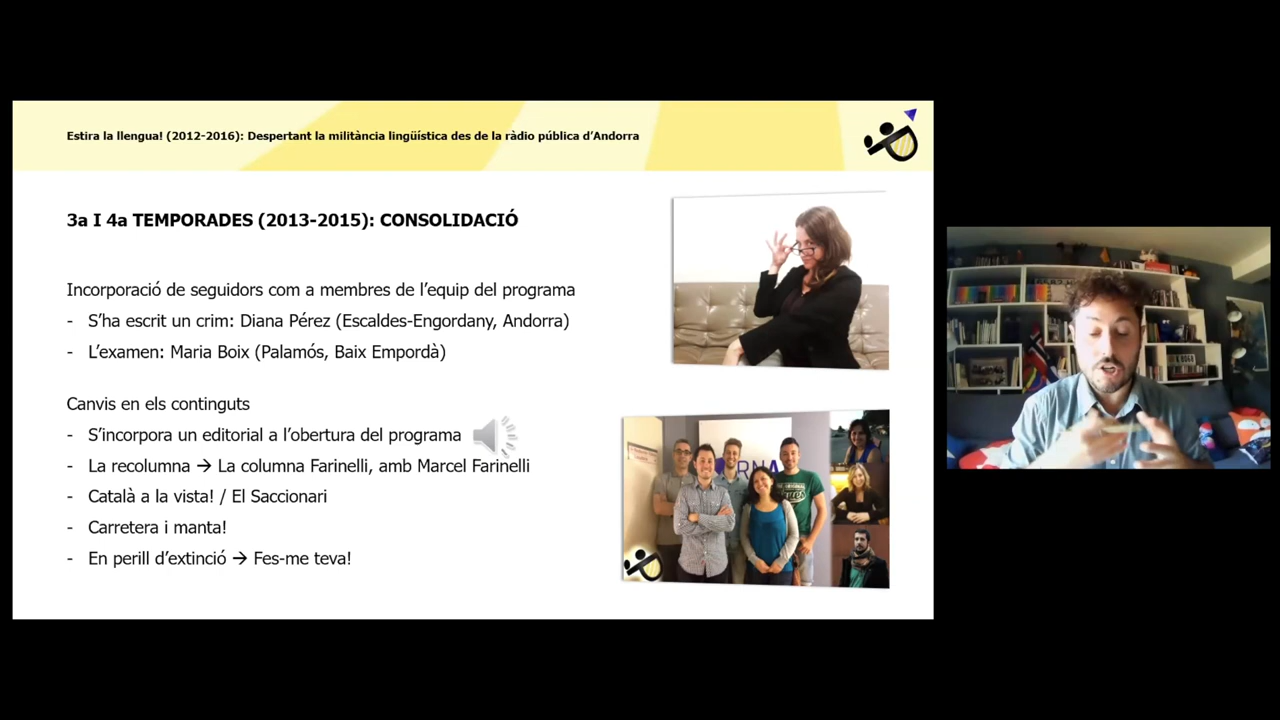 Estira la llengua! (2012-2016): Despertant la militància lingüística des de la ràdio pública d’Andorra
3a I 4a TEMPORADES (2013-2015): CONSOLIDACIÓ
Incorporació de seguidors com a membres de l’equip del programa
- S’ha escrit un crim: Diana Pérez (Escaldes-Engordany, Andorra)
- L’examen: Maria Boix (Palamós, Baix Empordà)
Canvis en els continguts
- S’incorpora un editorial a l’obertura del programa
- La recolumna → La columna Farinelli, amb Marcel Farinelli
- Català a la vista! / El Saccionari
- Carretera i manta!
- En perill d’extinció → Fes-me teva!
RNA